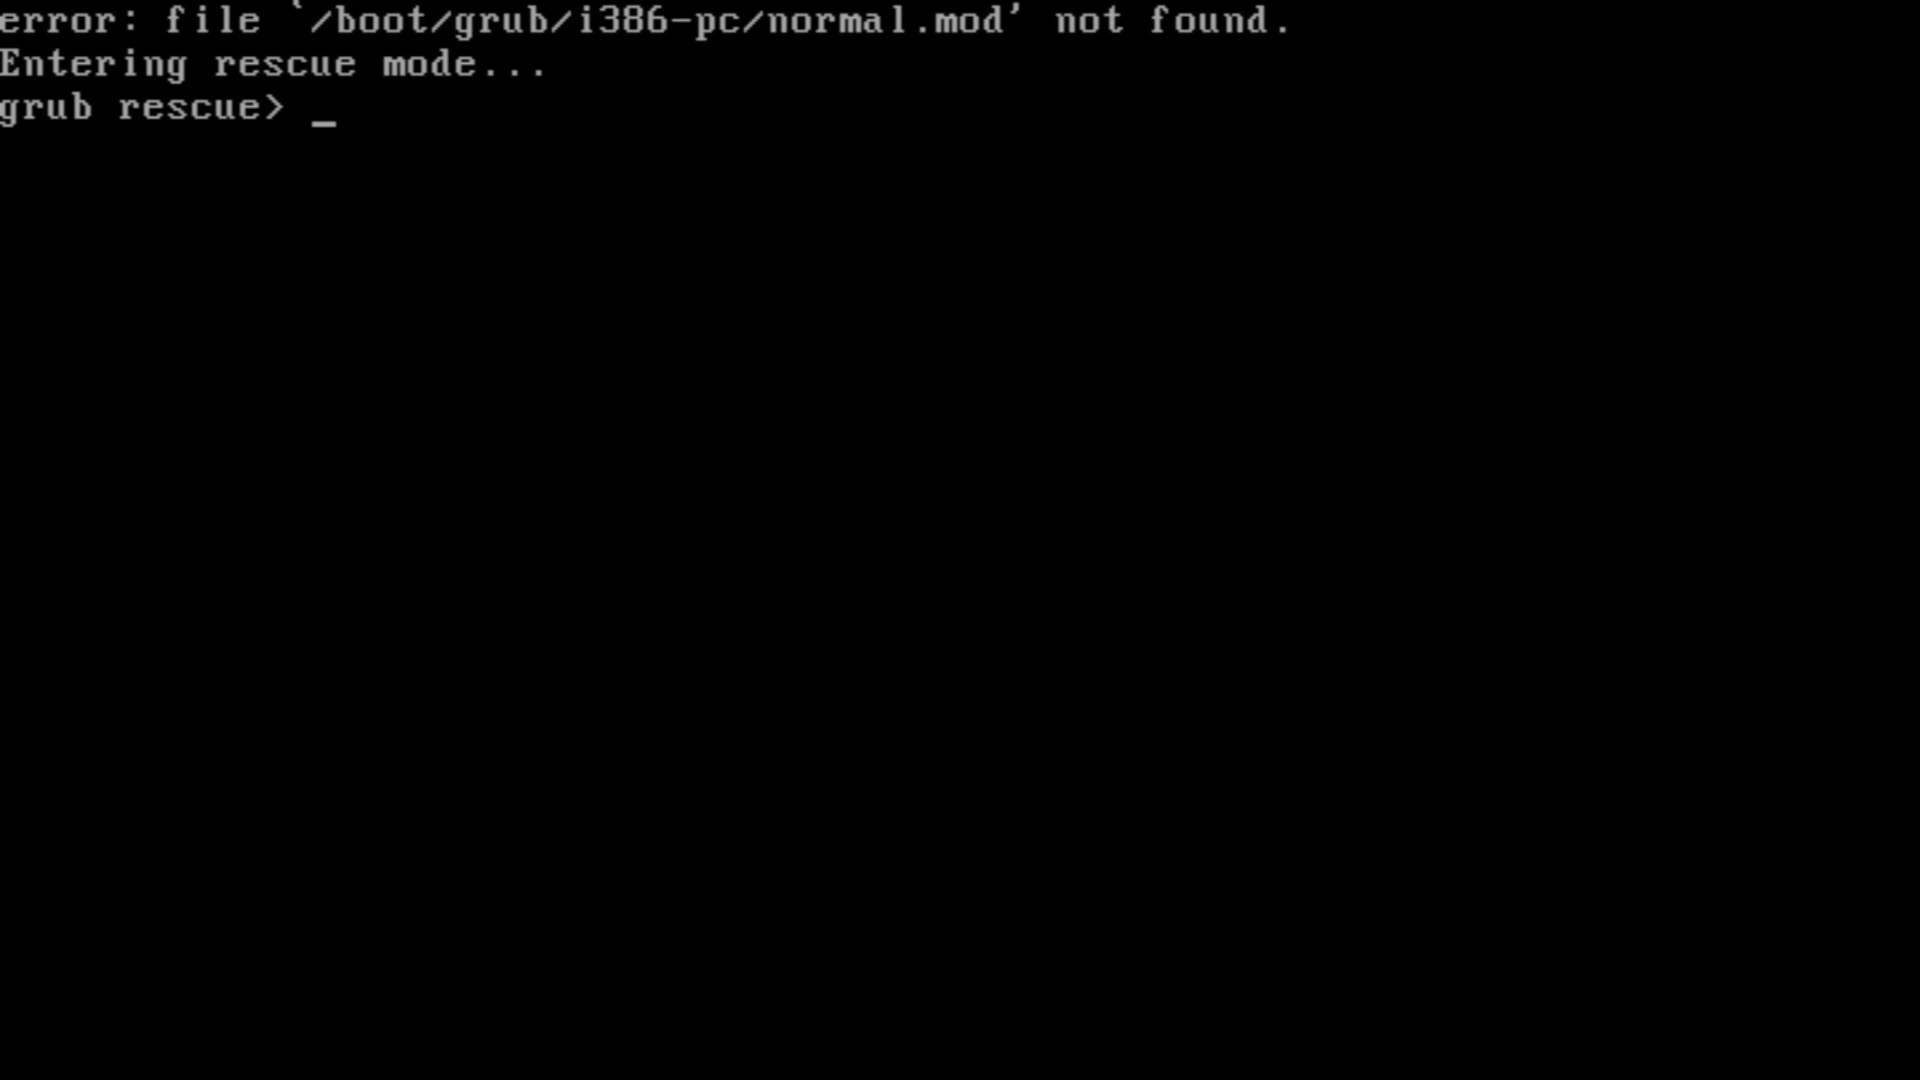 error: file `/boot/grub/i386-pc/normal.mod' not found.
Entering rescue mode...
grub rescue> _